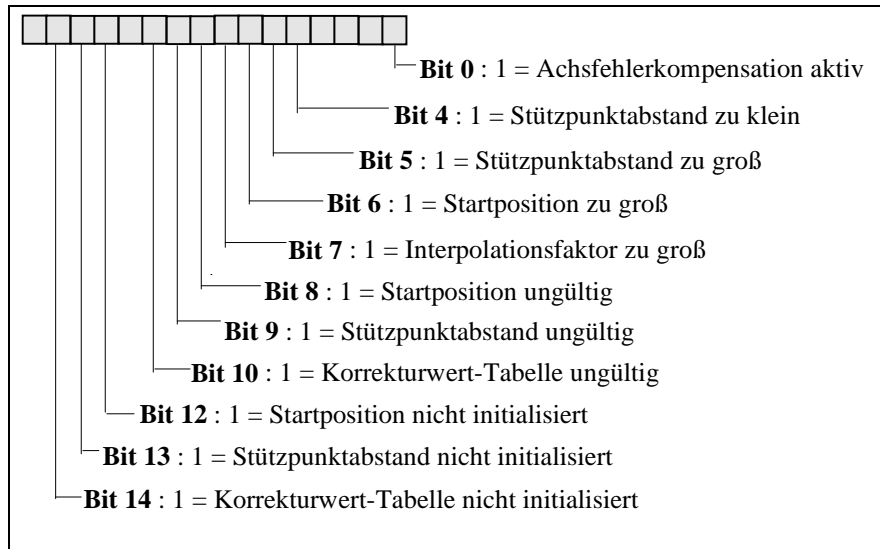 Bit 0 : 1 = Achsfehlerkompensation aktiv
Bit 4 : 1 = Stützpunktabstand zu klein
Bit 5 : 1 = Stützpunktabstand zu groß
Bit 6 : 1 = Startposition zu groß
Bit 7 : 1 = Interpolationsfaktor zu groß
Bit 8 : 1 = Startposition ungültig
Bit 9 : 1 = Stützpunktabstand ungültig
Bit 10 : 1 = Korrekturwert-Tabelle ungültig
Bit 12 : 1 = Startposition nicht initialisiert
Bit 13 : 1 = Stützpunktabstand nicht initialisiert
Bit 14 : 1 = Korrekturwert-Tabelle nicht initialisiert